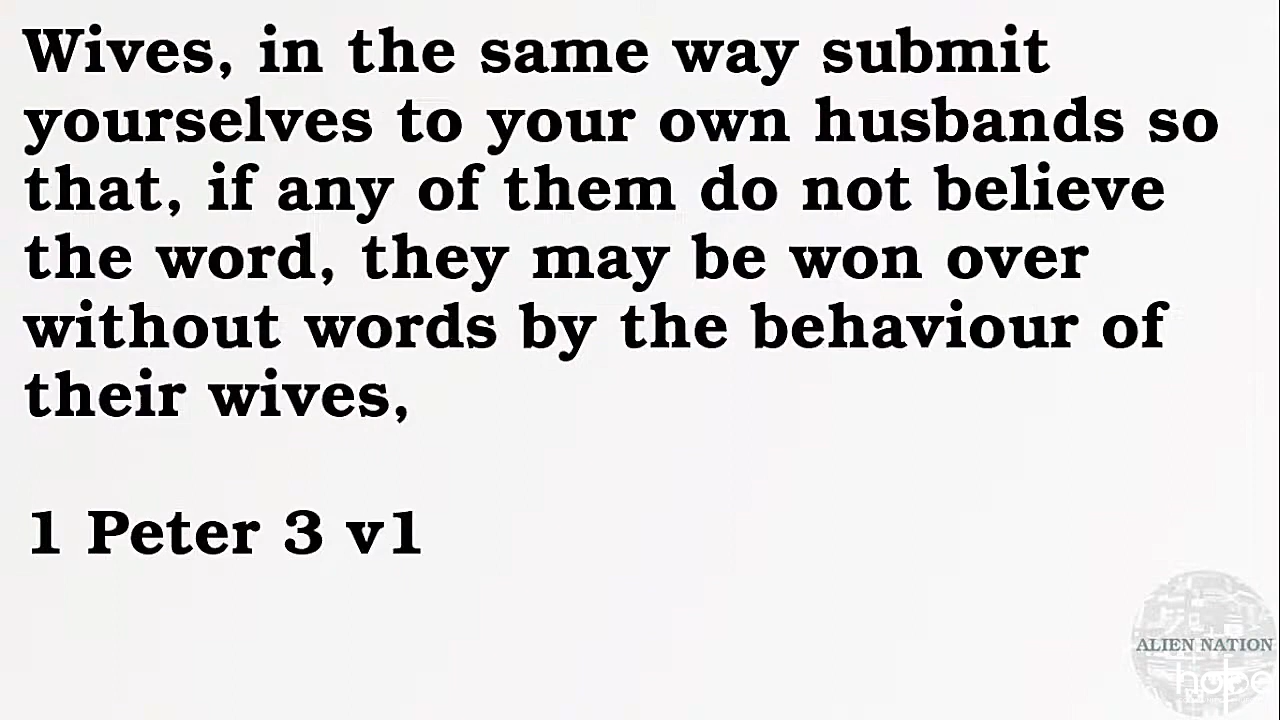 Wives, in the same way submit
yourselves to your own husbands so
that, if any of them do not believe
the word, they may be won over
without words by the behaviour of
their wives,
1 Peter 3 v1
ALIEN NATION
hope